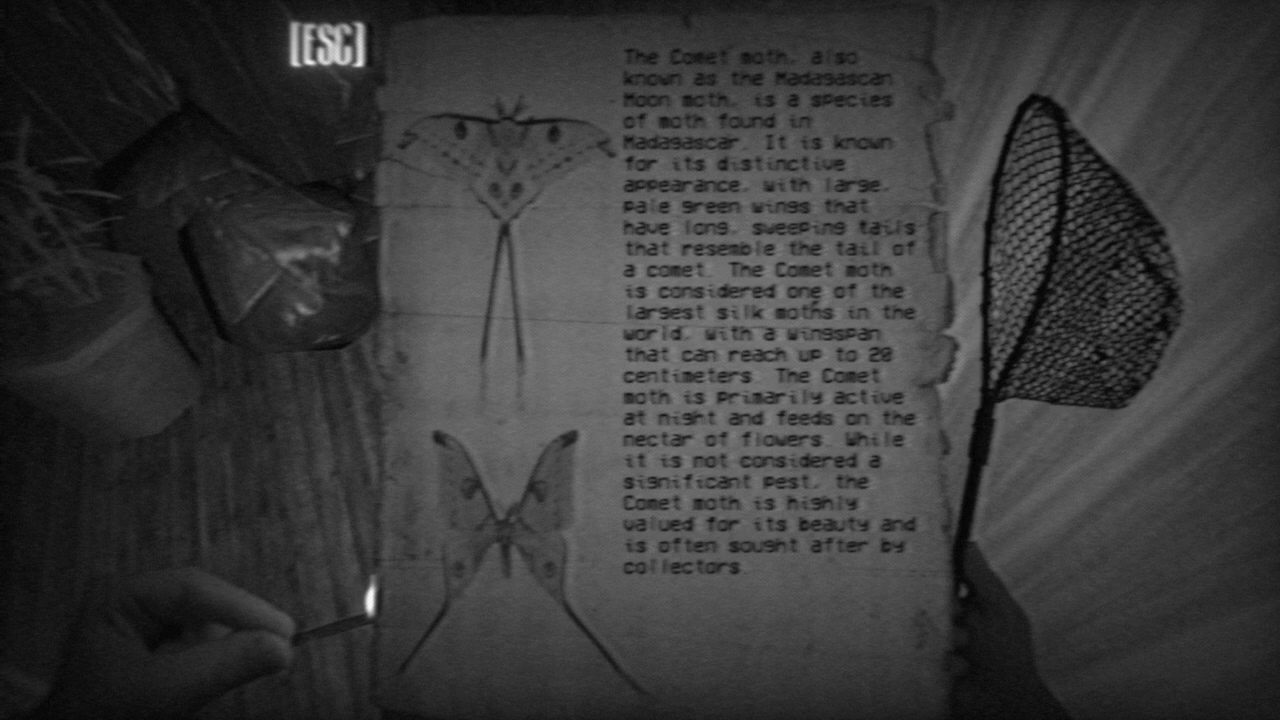 [ESC]
The Comet moth, also
known as the Madagascan
Moon moth, is a species
of moth found in
Madagascar. It is known
for its distinctive
appearance, with large,
pale green wings that
have long, sweeping tails
that resemble the tail of
a comet. The Comet moth
is considered one of the
largest silk moths in the
world, with a wingspan
that can reach up to 20
centimeters. The Comet
moth is primarily active
at night and feeds on the
nectar of flowers. While
it is not considered a
significant pest, the
Comet moth is highly
valued for its beauty and
is often sought after by
collectors.